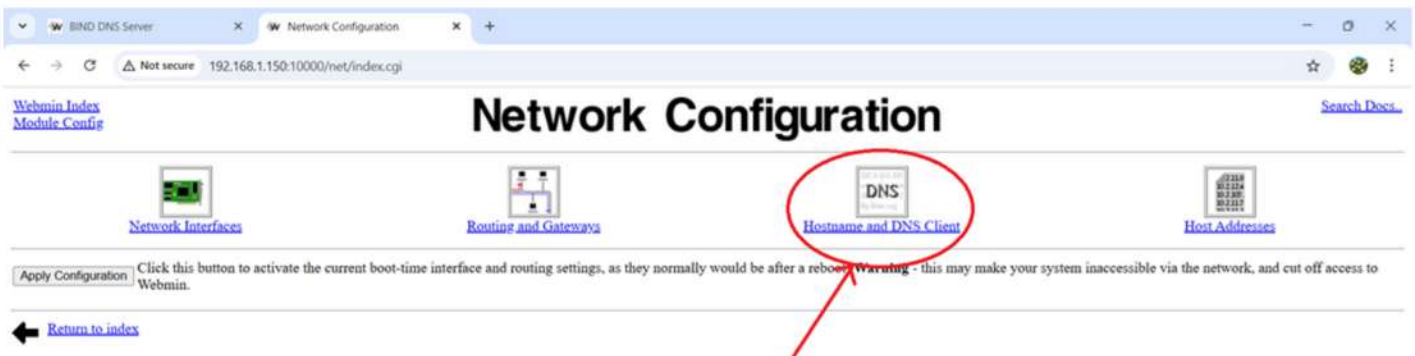 BIND DNS Server
Network Configuration
Not secure 192.168.1.150:10000/net/index.cgi
Webmin Index
Module Config
Network Configuration
Search Docs..
DNS
Network Interfaces
Routing and Gateways
Hostname and DNS Client
Host Addresses
Apply Configuration
Click this button to activate the current boot-time interface and routing settings, as they normally would be after a reboot. Warning - this may make your system inaccessible via the network, and cut off access to
Webmin.
Return to index